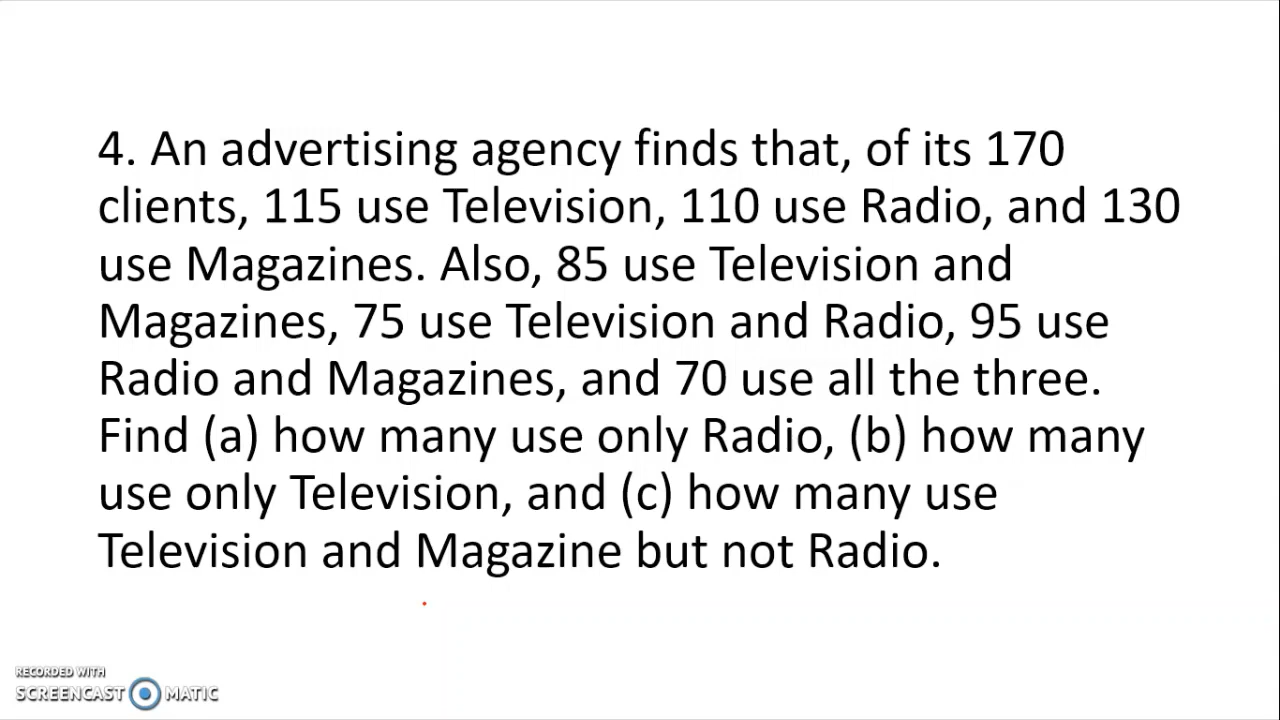 4. An advertising agency finds that, of its 170
clients, 115 use Television, 110 use Radio, and 130
use Magazines. Also, 85 use Television and
Magazines, 75 use Television and Radio, 95 use
Radio and Magazines, and 70 use all the three.
Find (a) how many use only Radio, (b) how many
use only Television, and (c) how many use
Television and Magazine but not Radio.
RECORDED WITH
SCREENCAST MATIC